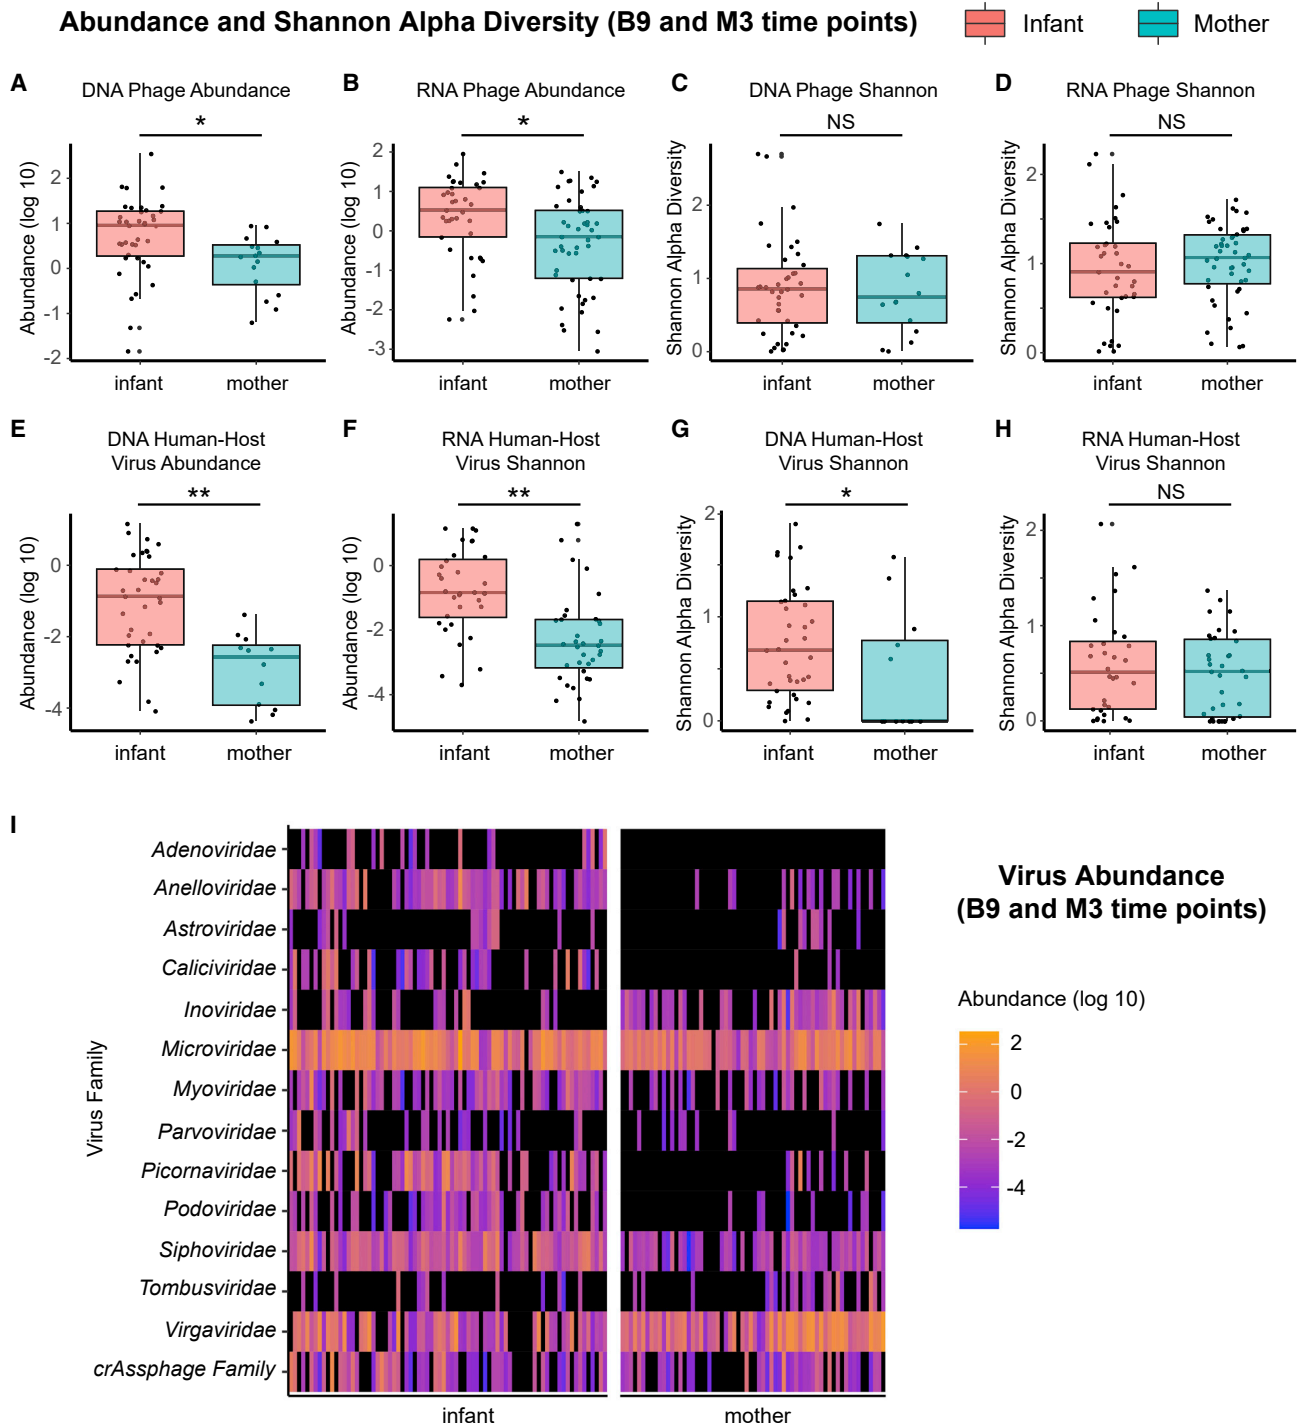 Abundance and Shannon Alpha Diversity (B9 and M3 time points)
Infant
Mother
A
DNA Phage Abundance
*
Abundance (log 10)
2
1
0
-1
-2
infant
mother
B
RNA Phage Abundance
*
Abundance (log 10)
2
1
0
-1
-2
-3
infant
mother
C
DNA Phage Shannon
NS
Shannon Alpha Diversity
2
1
0
infant
mother
D
RNA Phage Shannon
NS
Shannon Alpha Diversity
2
1
0
infant
mother
E
DNA Human-Host
Virus Abundance
**
Abundance (log 10)
0
-2
-4
infant
mother
F
RNA Human-Host
Virus Shannon
**
Abundance (log 10)
0
-2
-4
infant
mother
G
DNA Human-Host
Virus Shannon
*
Shannon Alpha Diversity
2
1
0
infant
mother
H
RNA Human-Host
Virus Shannon
NS
Shannon Alpha Diversity
2
1
0
infant
mother
I
Virus Family
Adenoviridae
Anelloviridae
Astroviridae
Caliciviridae
Inoviridae
Microviridae
Myoviridae
Parvoviridae
Picornaviridae
Podoviridae
Siphoviridae
Tombusviridae
Virgaviridae
crAssphage Family
infant
mother
Virus Abundance
(B9 and M3 time points)
Abundance (log 10)
2
0
-2
-4